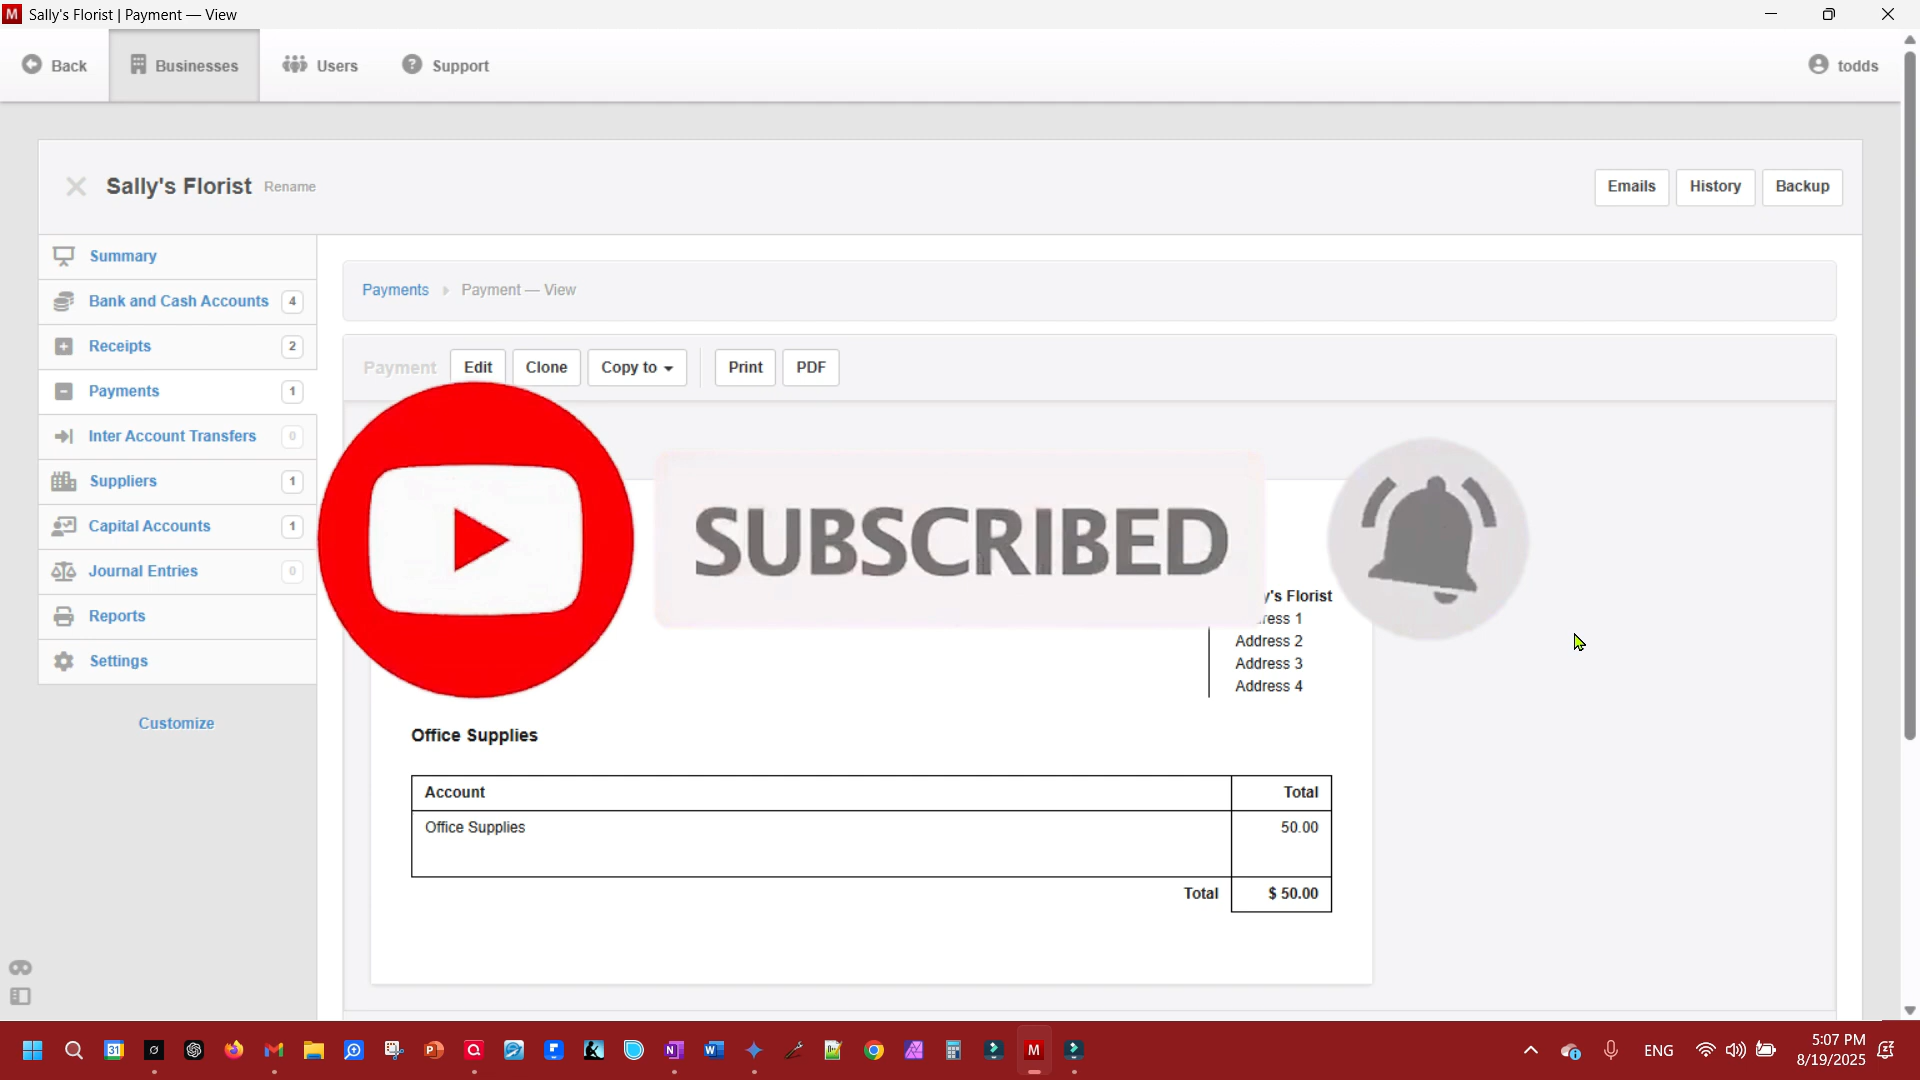 Sally's Florist | Payment — View
Back
Businesses
Users
Support
todds
Sally's Florist Rename
Emails
History
Backup
Summary
Bank and Cash Accounts 4
Receipts 2
Payments 1
Inter Account Transfers 0
Suppliers 1
Capital Accounts 1
Journal Entries 0
Reports
Settings
Customize
Payments Payment — View
Payment
Edit
Clone
Copy to
Print
PDF
SUBSCRIBED
y's Florist
ress 1
Address 2
Address 3
Address 4
Office Supplies
Account Total
Office Supplies 50.00
Total $ 50.00
ENG
5:07 PM
8/19/2025